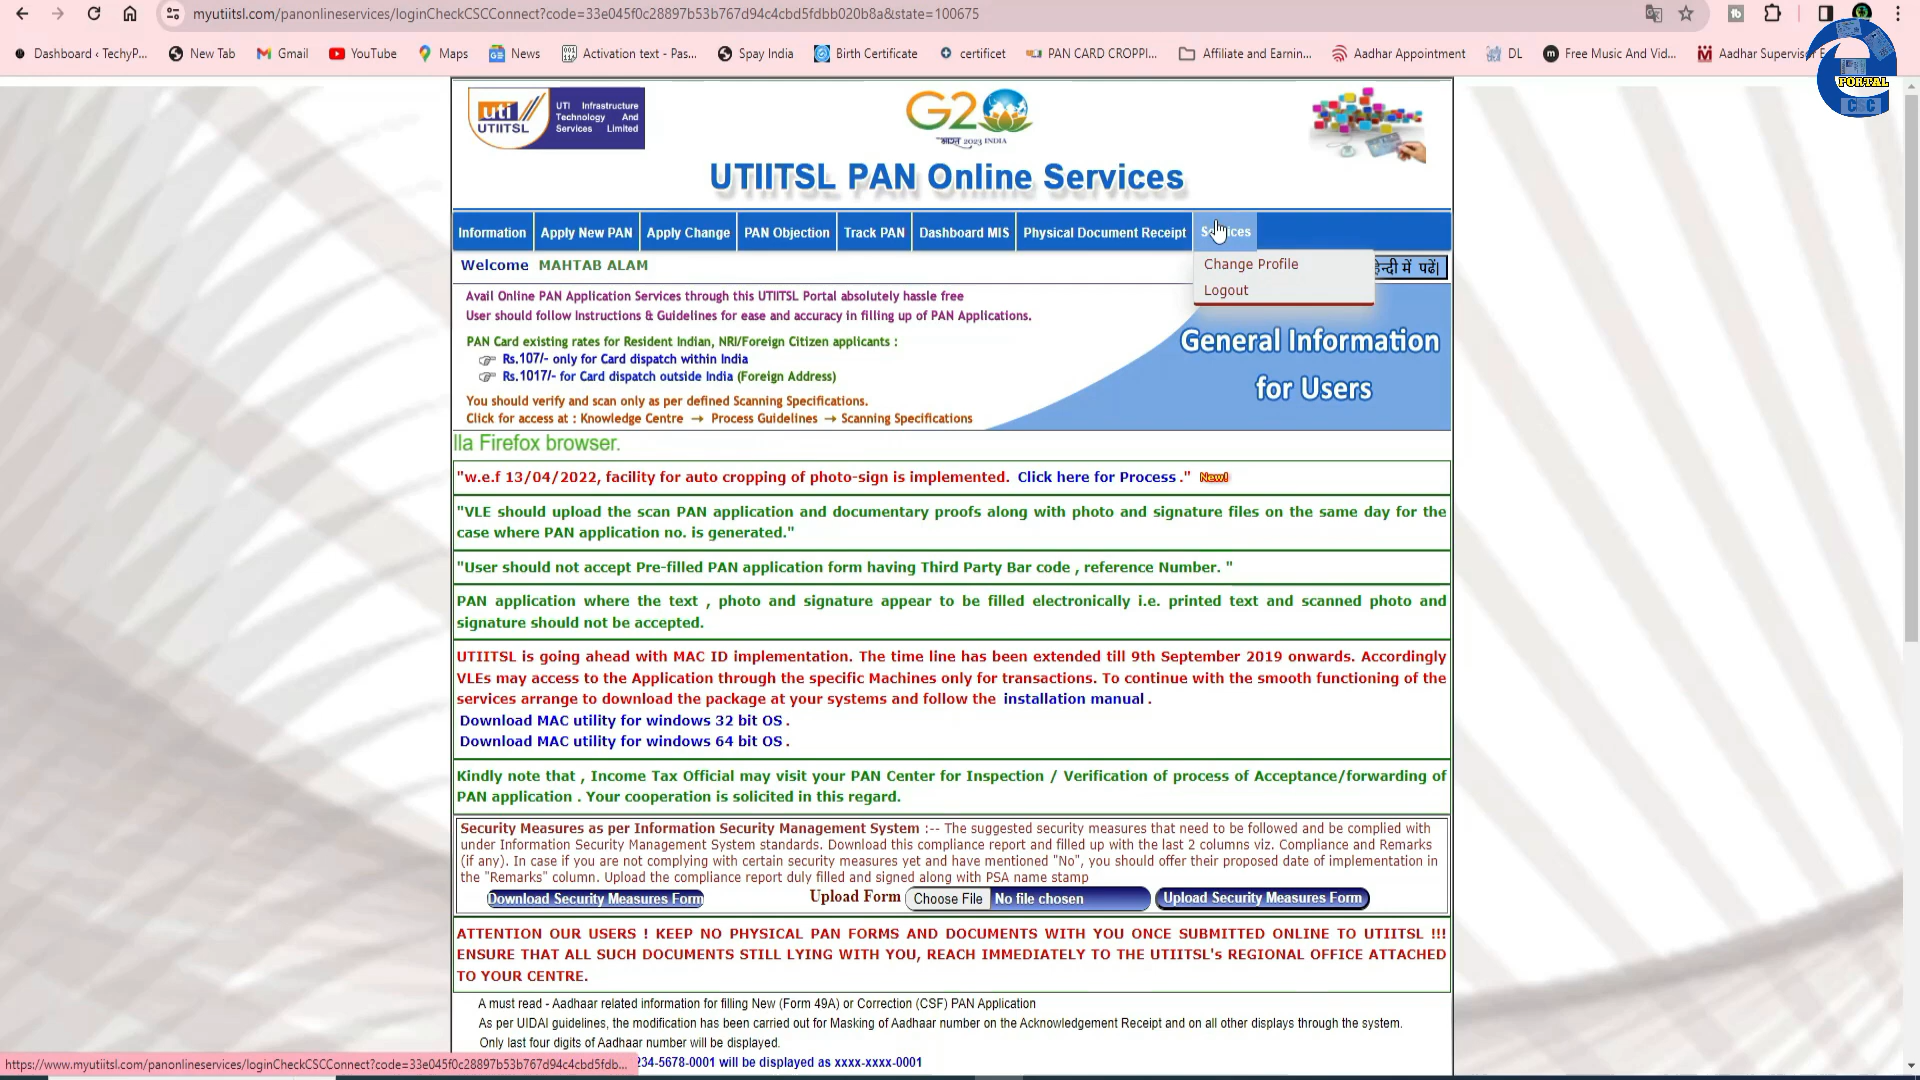 myutiitsl.com/panonlineservices/loginCheckCSCConnect?code=33e045f0c28897b53b767d94c4cbd5fdbb020b8a&state=100675
Dashboard ‹ TechyP... New Tab Gmail YouTube Maps News Activation text - Pas... Spay India Birth Certificate certificet PAN CARD CROPPI... Affiliate and Earnin... Aadhar Appointment DL Free Music And Vid... Aadhar Supervisor E
PORTAL
CSC
uti
UTIITSL
UTI Infrastructure
Technology And
Services Limited
G20
भारत 2023 INDIA
UTIITSL PAN Online Services
Information Apply New PAN Apply Change PAN Objection Track PAN Dashboard MIS Physical Document Receipt Services
Welcome MAHTAB ALAM
Change Profile
हिन्दी में पढें|
Logout
Avail Online PAN Application Services through this UTIITSL Portal absolutely hassle free
User should follow Instructions & Guidelines for ease and accuracy in filling up of PAN Applications.
PAN Card existing rates for Resident Indian, NRI/Foreign Citizen applicants :
Rs.107/- only for Card dispatch within India
Rs.1017/- for Card dispatch outside India (Foreign Address)
You should verify and scan only as per defined Scanning Specifications.
Click for access at : Knowledge Centre → Process Guidelines → Scanning Specifications
General Information
for Users
lla Firefox browser.
"w.e.f 13/04/2022, facility for auto cropping of photo-sign is implemented. Click here for Process ." New!
"VLE should upload the scan PAN application and documentary proofs along with photo and signature files on the same day for the
case where PAN application no. is generated."
"User should not accept Pre-filled PAN application form having Third Party Bar code , reference Number. "
PAN application where the text , photo and signature appear to be filled electronically i.e. printed text and scanned photo and
signature should not be accepted.
UTIITSL is going ahead with MAC ID implementation. The time line has been extended till 9th September 2019 onwards. Accordingly
VLEs may access to the Application through the specific Machines only for transactions. To continue with the smooth functioning of the
services arrange to download the package at your systems and follow the installation manual .
Download MAC utility for windows 32 bit OS .
Download MAC utility for windows 64 bit OS .
Kindly note that , Income Tax Official may visit your PAN Center for Inspection / Verification of process of Acceptance/forwarding of
PAN application . Your cooperation is solicited in this regard.
Security Measures as per Information Security Management System :-- The suggested security measures that need to be followed and be complied with
under Information Security Management System standards. Download this compliance report and filled up with the last 2 columns viz. Compliance and Remarks
(if any). In case if you are not complying with certain security measures yet and have mentioned "No", you should offer their proposed date of implementation in
the "Remarks" column. Upload the compliance report duly filled and signed along with PSA name stamp
Download Security Measures Form Upload Form Choose File No file chosen Upload Security Measures Form
ATTENTION OUR USERS ! KEEP NO PHYSICAL PAN FORMS AND DOCUMENTS WITH YOU ONCE SUBMITTED ONLINE TO UTIITSL !!!
ENSURE THAT ALL SUCH DOCUMENTS STILL LYING WITH YOU, REACH IMMEDIATELY TO THE UTIITSL's REGIONAL OFFICE ATTACHED
TO YOUR CENTRE.
A must read - Aadhaar related information for filling New (Form 49A) or Correction (CSF) PAN Application
As per UIDAI guidelines, the modification has been carried out for Masking of Aadhaar number on the Acknowledgement Receipt and on all other displays through the system.
Only last four digits of Aadhaar number will be displayed.
https://www.myutiitsl.com/panonlineservices/loginCheckCSCConnect?code=33e045f0c28897b53b767d94c4cbd5fdb... 234-5678-0001 will be displayed as xxxx-xxxx-0001